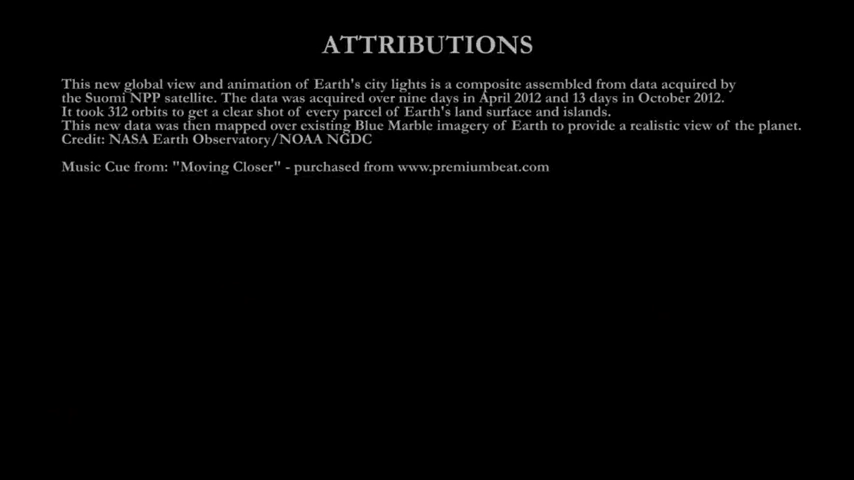 ATTRIBUTIONS
This new global view and animation of Earth's city lights is a composite assembled from data acquired by
the Suomi NPP satellite. The data was acquired over nine days in April 2012 and 13 days in October 2012.
It took 312 orbits to get a clear shot of every parcel of Earth's land surface and islands.
This new data was then mapped over existing Blue Marble imagery of Earth to provide a realistic view of the planet.
Credit: NASA Earth Observatory/NOAA NGDC
Music Cue from: "Moving Closer" - purchased from www.premiumbeat.com